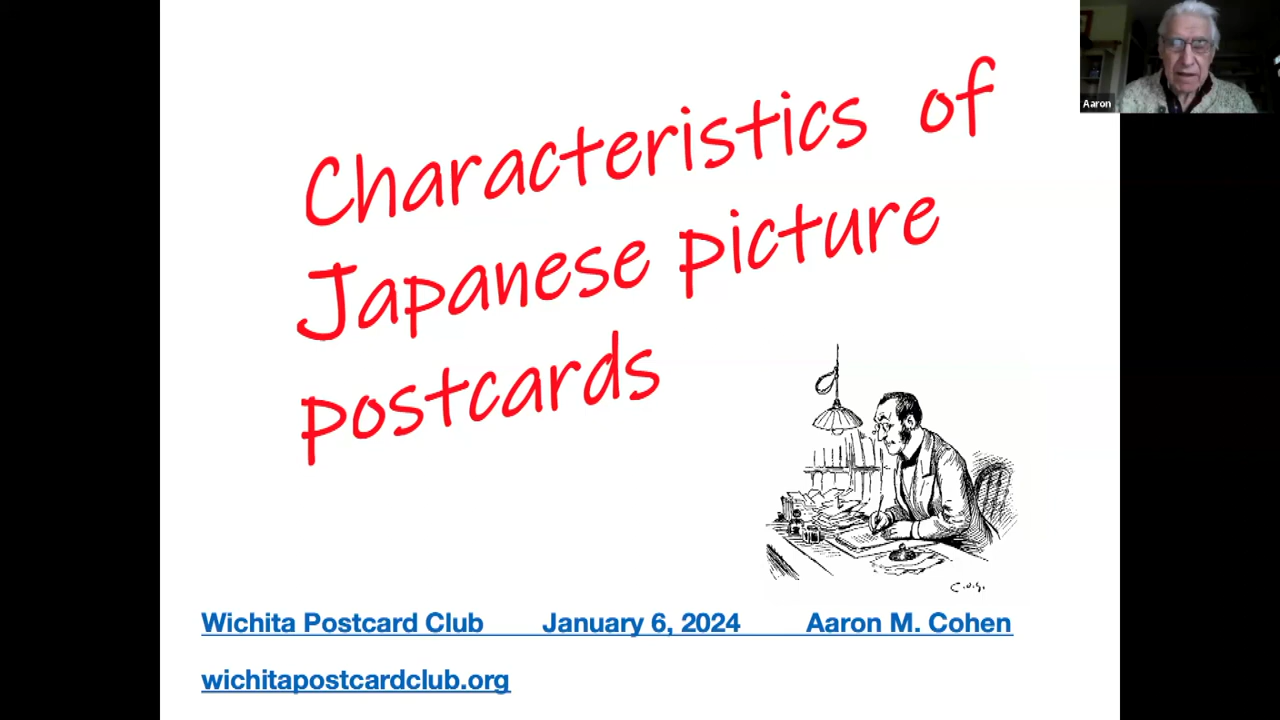 Characteristics of
Japanese picture
postcards
Aaron
Wichita Postcard Club January 6, 2024 Aaron M. Cohen
wichitapostcardclub.org